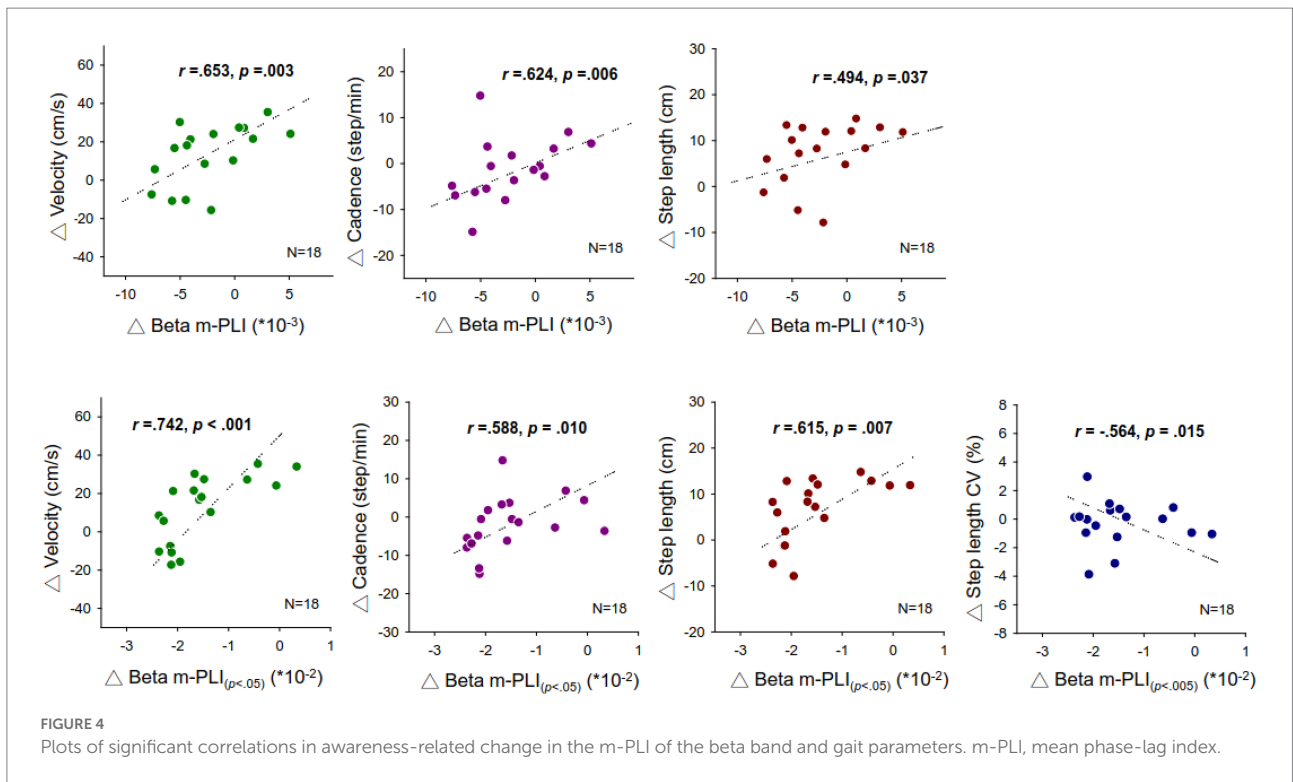 r =.653, p =.003
60
40
20
0
-20
-40
△ Velocity (cm/s)
N=18
-10 -5 0 5
△ Beta m-PLI (*10-3)
r =.624, p =.006
20
10
0
-10
-20
△ Cadence (step/min)
N=18
-10 -5 0 5
△ Beta m-PLI (*10-3)
r =.494, p =.037
30
20
10
0
-10
-20
△ Step length (cm)
N=18
-10 -5 0 5
△ Beta m-PLI (*10-3)
r =.742, p < .001
60
40
20
0
-20
-40
△ Velocity (cm/s)
N=18
-3 -2 -1 0 1
△ Beta m-PLI(p<.05) (*10-2)
r =.588, p = .010
30
20
10
0
-10
-20
-30
△ Cadence (step/min)
N=18
-3 -2 -1 0 1
△ Beta m-PLI(p<.05) (*10-2)
r =.615, p = .007
30
20
10
0
-10
-20
△ Step length (cm)
N=18
-3 -2 -1 0 1
△ Beta m-PLI(p<.05) (*10-2)
r = -.564, p = .015
8
6
4
2
0
-2
-4
-6
-8
△ Step length CV (%)
N=18
-3 -2 -1 0 1
△ Beta m-PLI(p<.005) (*10-2)
FIGURE 4
Plots of significant correlations in awareness-related change in the m-PLI of the beta band and gait parameters. m-PLI, mean phase-lag index.